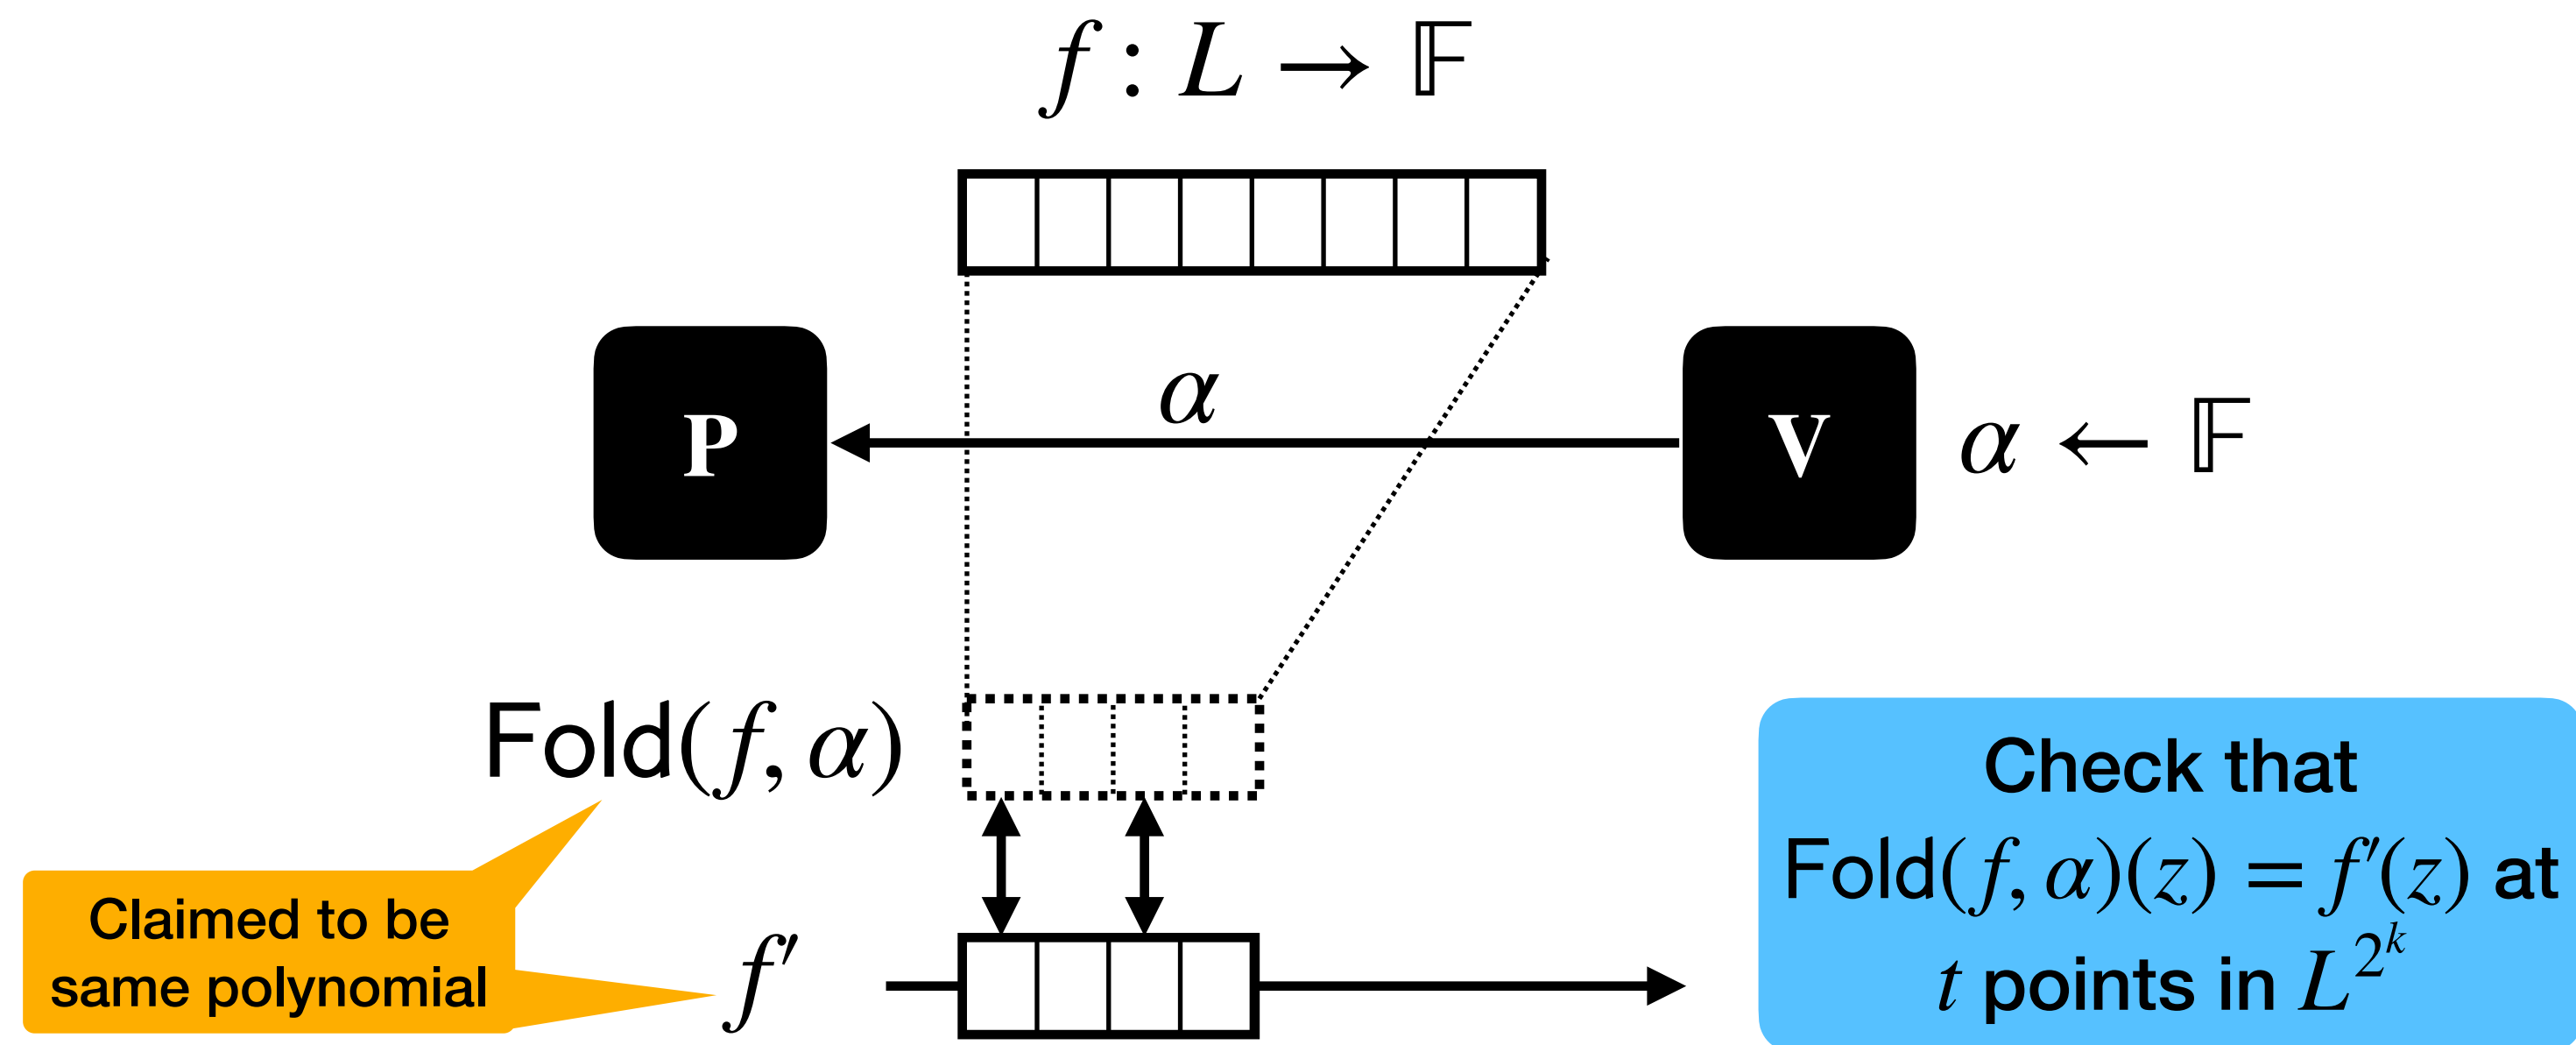 f : L → 𝔽
α
P
V
α ← 𝔽
Fold(f, α)
Claimed to be
same polynomial
f′
Check that
Fold(f, α)(z) = f′(z) at
t points in L^{2^k}